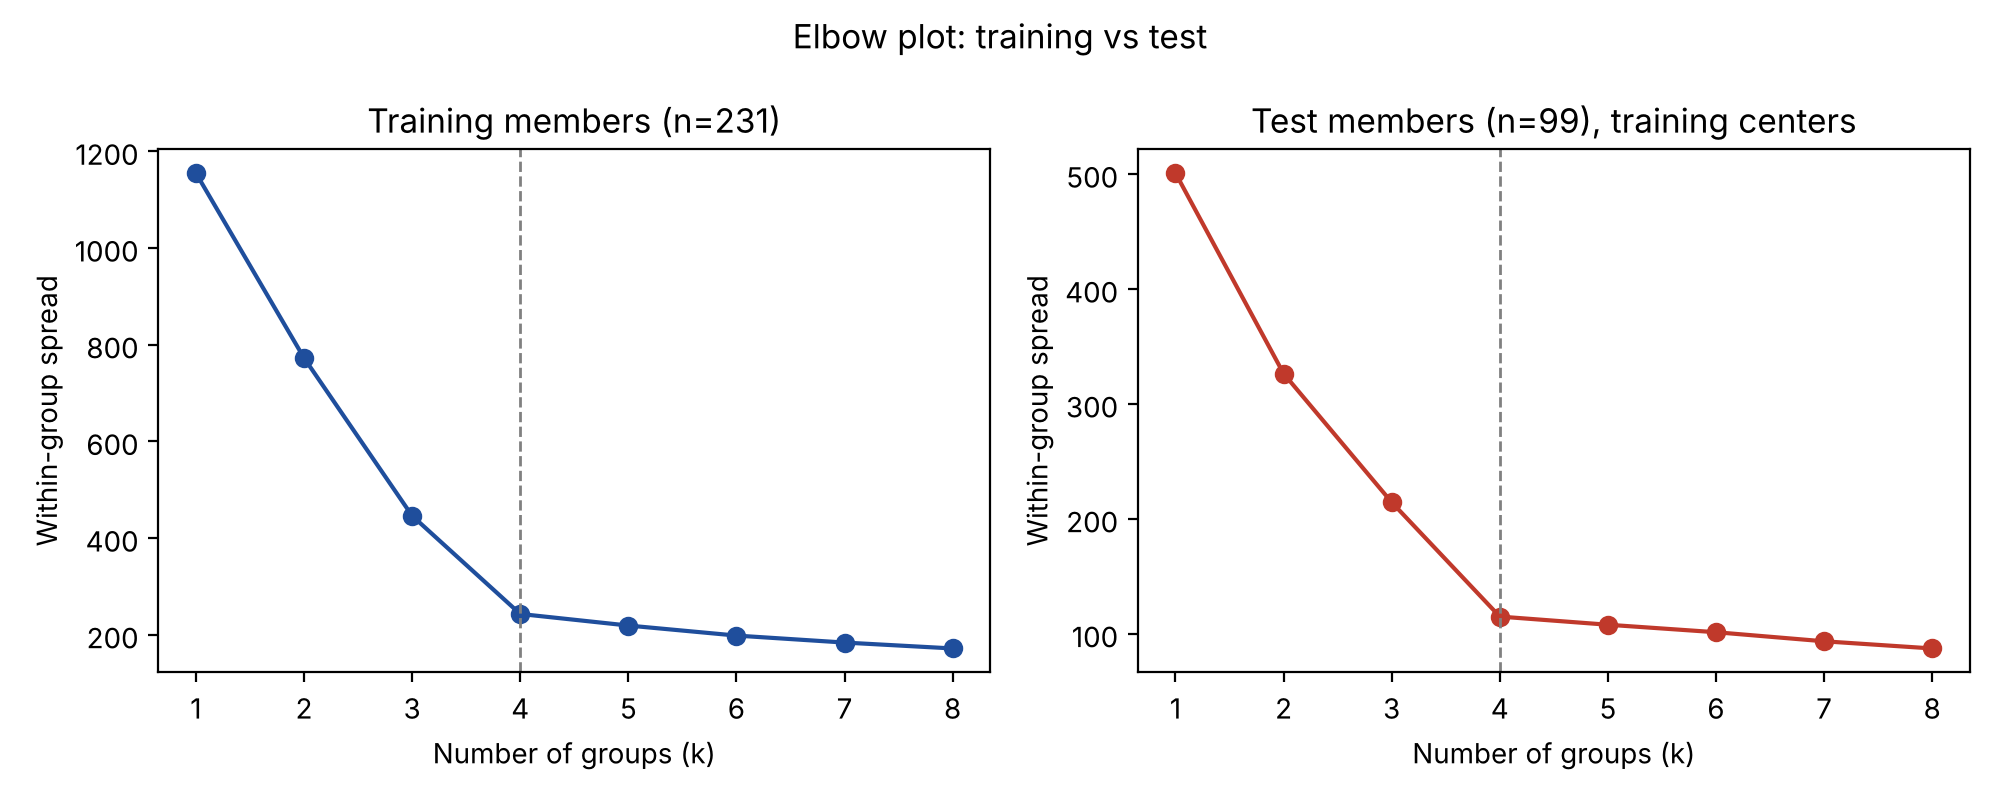 Elbow plot: training vs test
Training members (n=231)
Within-group spread
1200
1000
800
600
400
200
1 2 3 4 5 6 7 8
Number of groups (k)
Test members (n=99), training centers
Within-group spread
500
400
300
200
100
1 2 3 4 5 6 7 8
Number of groups (k)